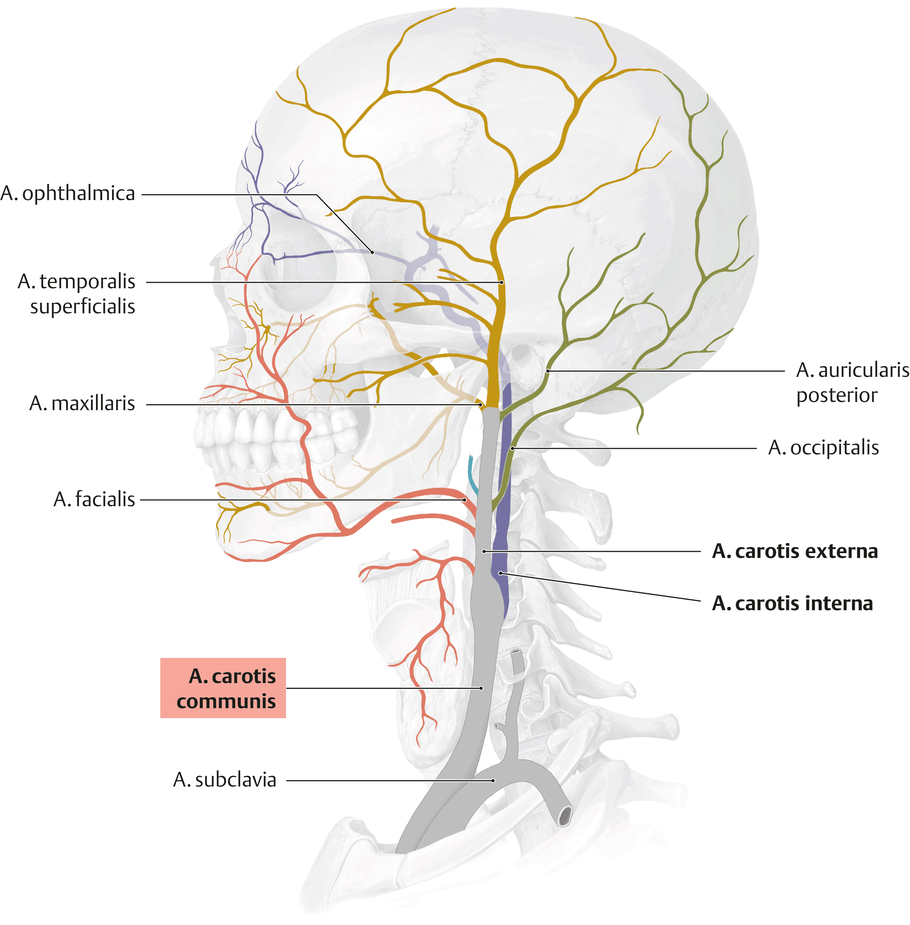 A. ophthalmica
A. temporalis
superficialis
A. maxillaris
A. facialis
A. carotis
communis
A. subclavia
A. auricularis
posterior
A. occipitalis
A. carotis externa
A. carotis interna